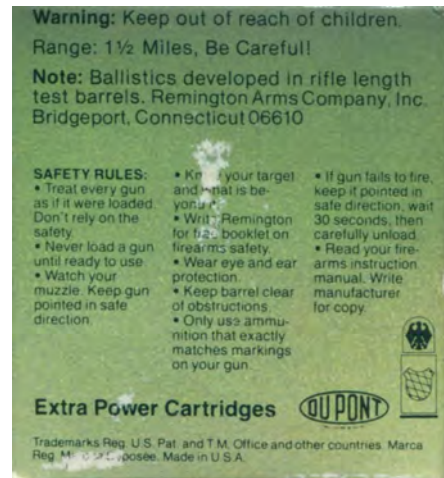 Warning: Keep out of reach of children.
Range: 1½ Miles, Be Careful!
Note: Ballistics developed in rifle length
test barrels. Remington Arms Company, Inc.
Bridgeport, Connecticut 06610
SAFETY RULES:
• Treat every gun
as if it were loaded.
Don't rely on the
safety.
• Never load a gun
until ready to use.
• Watch your
muzzle. Keep gun
pointed in safe
direction.
• Know your target
and what is be-
yond it.
• Write Remington
for free booklet on
firearms safety.
• Wear eye and ear
protection.
• Keep barrel clear
of obstructions.
• Only use ammu-
nition that exactly
matches markings
on your gun.
• If gun fails to fire,
keep it pointed in
safe direction, wait
30 seconds, then
carefully unload.
• Read your fire-
arms instruction
manual. Write
manufacturer
for copy.
Extra Power Cartridges
DU PONT
Trademarks Reg. U.S. Pat. and T.M. Office and other countries. Marca
Reg. Made in U.S.A.